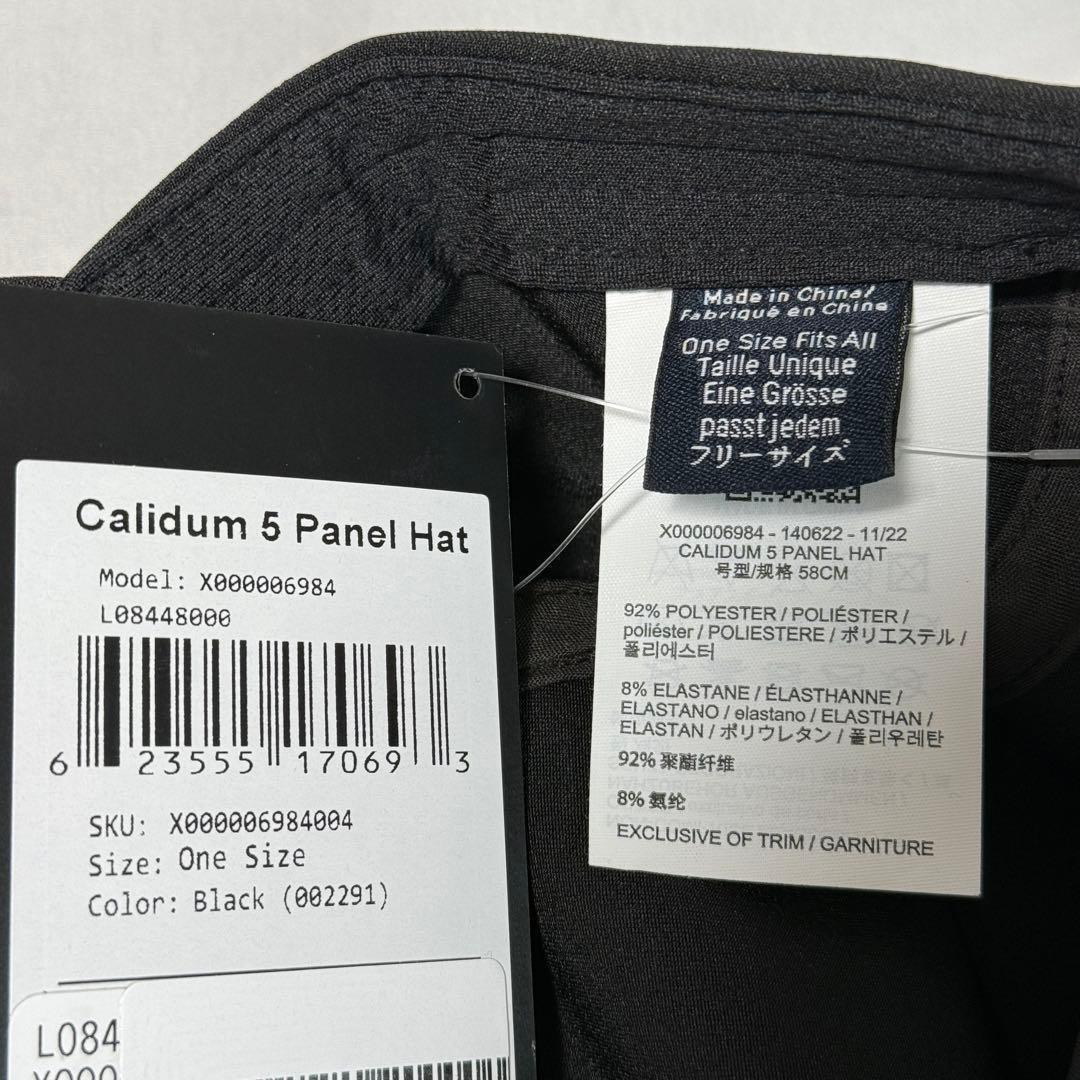 Calidum 5 Panel Hat
Model: X000006984
L08448000
6 23555 17069 3
SKU: X000006984004
Size: One Size
Color: Black (002291)
L084
X000
Made in China/
Fabriqué en Chine
One Size Fits All
Taille Unique
Eine Grösse
passt jedem
フリーサイズ
X000006984 - 140622 - 11/22
CALIDUM 5 PANEL HAT
号型/规格 58CM
92% POLYESTER / POLIÉSTER /
poliéster / POLIESTERE / ポリエステル /
폴리에스터
8% ELASTANE / ÉLASTHANNE /
ELASTANO / elastano / ELASTHAN /
ELASTAN / ポリウレタン / 폴리우레탄
92% 聚酯纤维
8% 氨纶
EXCLUSIVE OF TRIM / GARNITURE